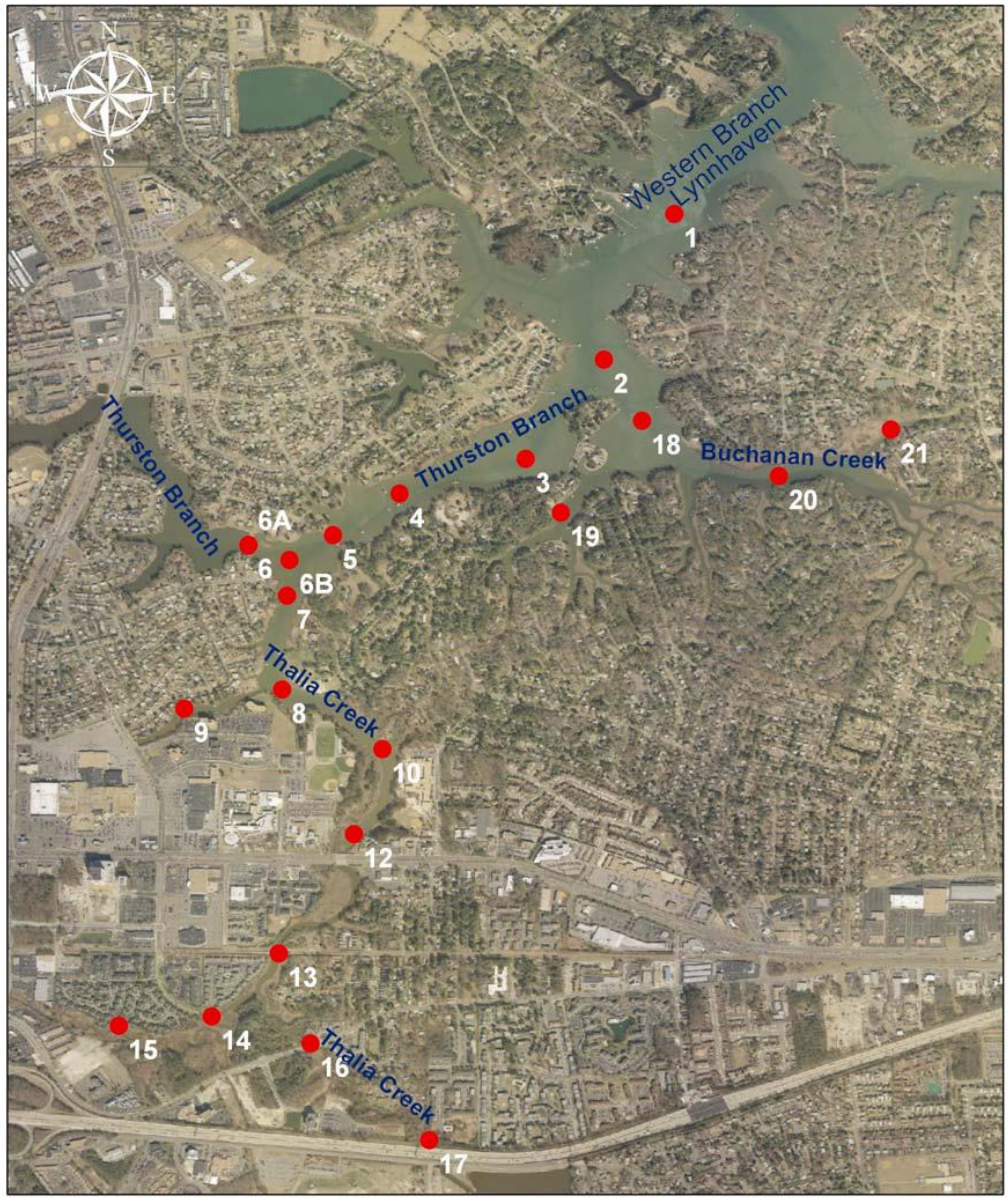 N
W
E
S
Western Branch
Lynnhaven
1
2
Thurston Branch
Thurston Branch
18
21
Buchanan Creek
3
20
4
19
6A
5
6
6B
7
Thalia Creek
8
9
10
12
13
14
15
16
Thalia Creek
17